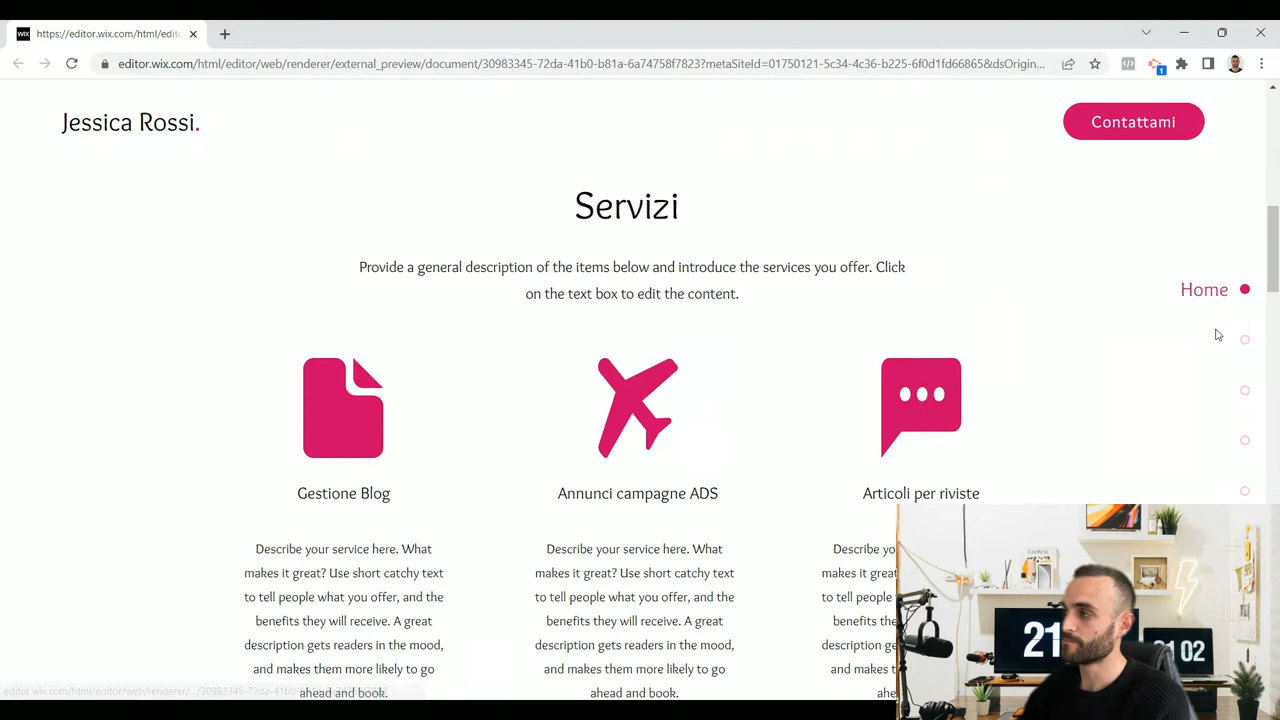 WIX https://editor.wix.com/html/edit
editor.wix.com/html/editor/web/renderer/external_preview/document/30983345-72da-41b0-b81a-6a74758f7823?metaSiteId=01750121-5c34-4c36-b225-6f0d1fd66865&dsOrigin...
1
Jessica Rossi.
Contattami
Servizi
Provide a general description of the items below and introduce the services you offer. Click
on the text box to edit the content.
Home
Gestione Blog
Annunci campagne ADS
Articoli per riviste
Describe your service here. What
makes it great? Use short catchy text
to tell people what you offer, and the
benefits they will receive. A great
description gets readers in the mood,
and makes them more likely to go
ahead and book.
Describe your service here. What
makes it great? Use short catchy text
to tell people what you offer, and the
benefits they will receive. A great
description gets readers in the mood,
and makes them more likely to go
ahead and book.
Describe yo
makes it gre
to tell peopl
benefits the
description ge
and makes
ahe
21
02